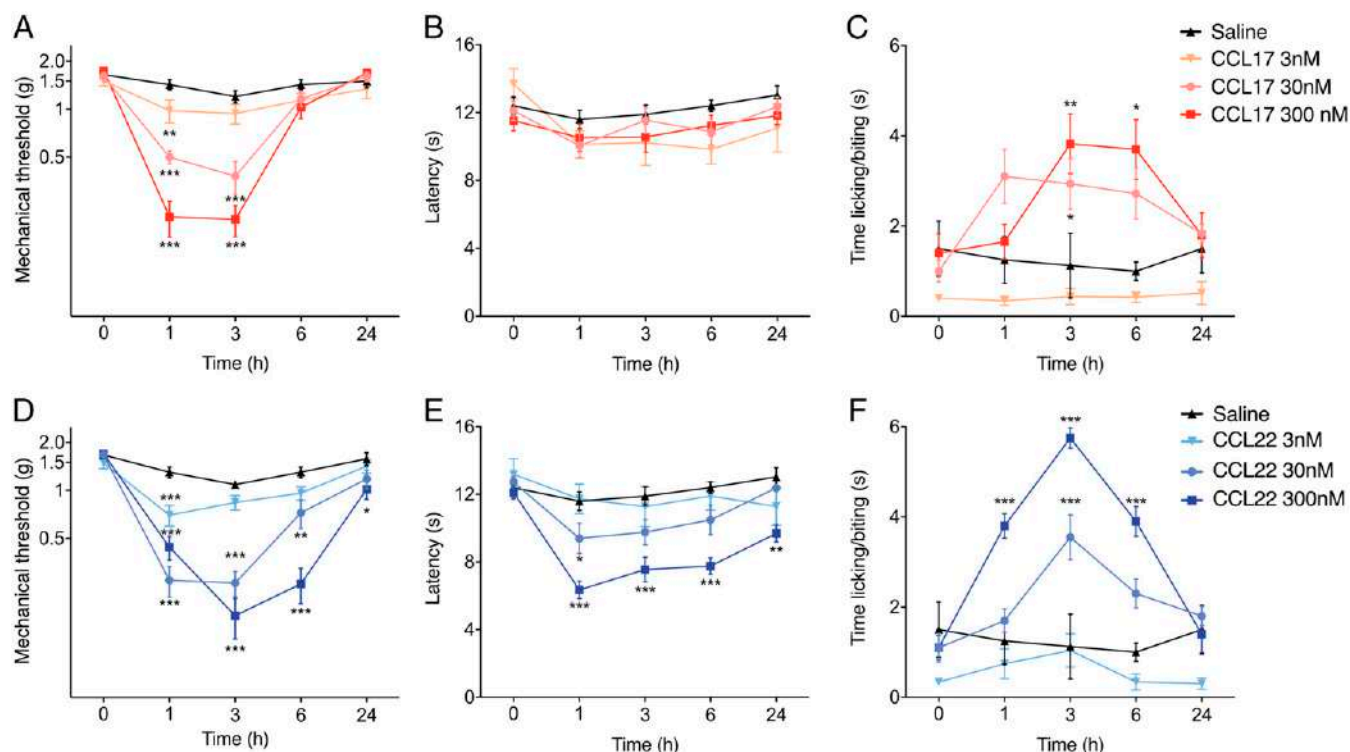 A
Mechanical threshold (g)
2.0
1.5
1
0.5
**
***
***
***
***
0 1 3 6 24
Time (h)
B
Latency (s)
16
12
8
4
0
0 1 3 6 24
Time (h)
C
Time licking/biting (s)
6
4
2
0
** *
*
0 1 3 6 24
Time (h)
Saline
CCL17 3nM
CCL17 30nM
CCL17 300 nM
D
Mechanical threshold (g)
2.0
1.5
1
0.5
***
***
***
***
***
**
***
*
*
0 1 3 6 24
Time (h)
E
Latency (s)
16
12
8
4
0
*
***
***
***
**
0 1 3 6 24
Time (h)
F
Time licking/biting (s)
6
4
2
0
***
*** *** ***
0 1 3 6 24
Time (h)
Saline
CCL22 3nM
CCL22 30nM
CCL22 300nM